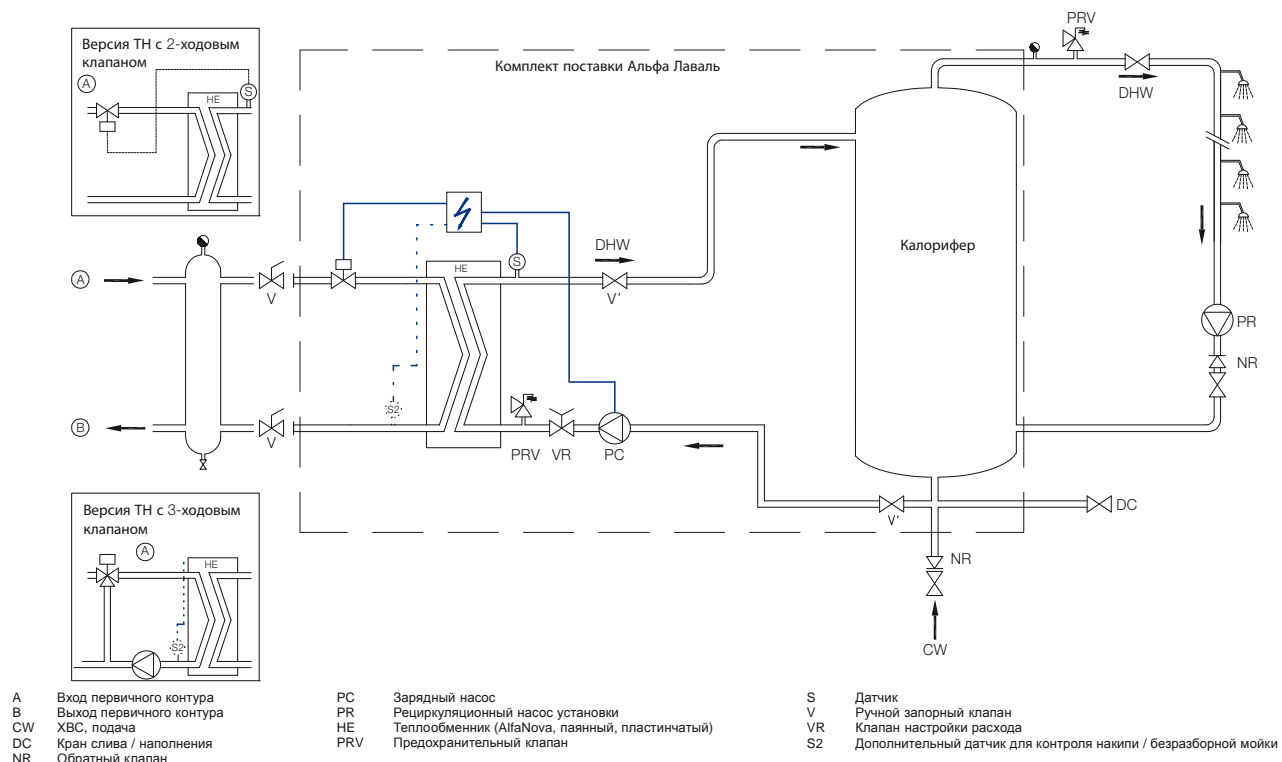 Версия ТН с 2-ходовым
клапаном
A
HE
S
Комплект поставки Альфа Лаваль
PRV
DHW
A
V
HE
S
DHW
V'
Калорифер
PR
NR
B
V
S2
PRV
VR
PC
V'
DC
NR
CW
Версия ТН с 3-ходовым
клапаном
A
HE
S2
A Вход первичного контура
B Выход первичного контура
CW ХВС, подача
DC Кран слива / наполнения
NR Обратный клапан
PC Зарядный насос
PR Рециркуляционный насос установки
HE Теплообменник (AlfaNova, паянный, пластинчатый)
PRV Предохранительный клапан
S Датчик
V Ручной запорный клапан
VR Клапан настройки расхода
S2 Дополнительный датчик для контроля накипи / безразборной мойки